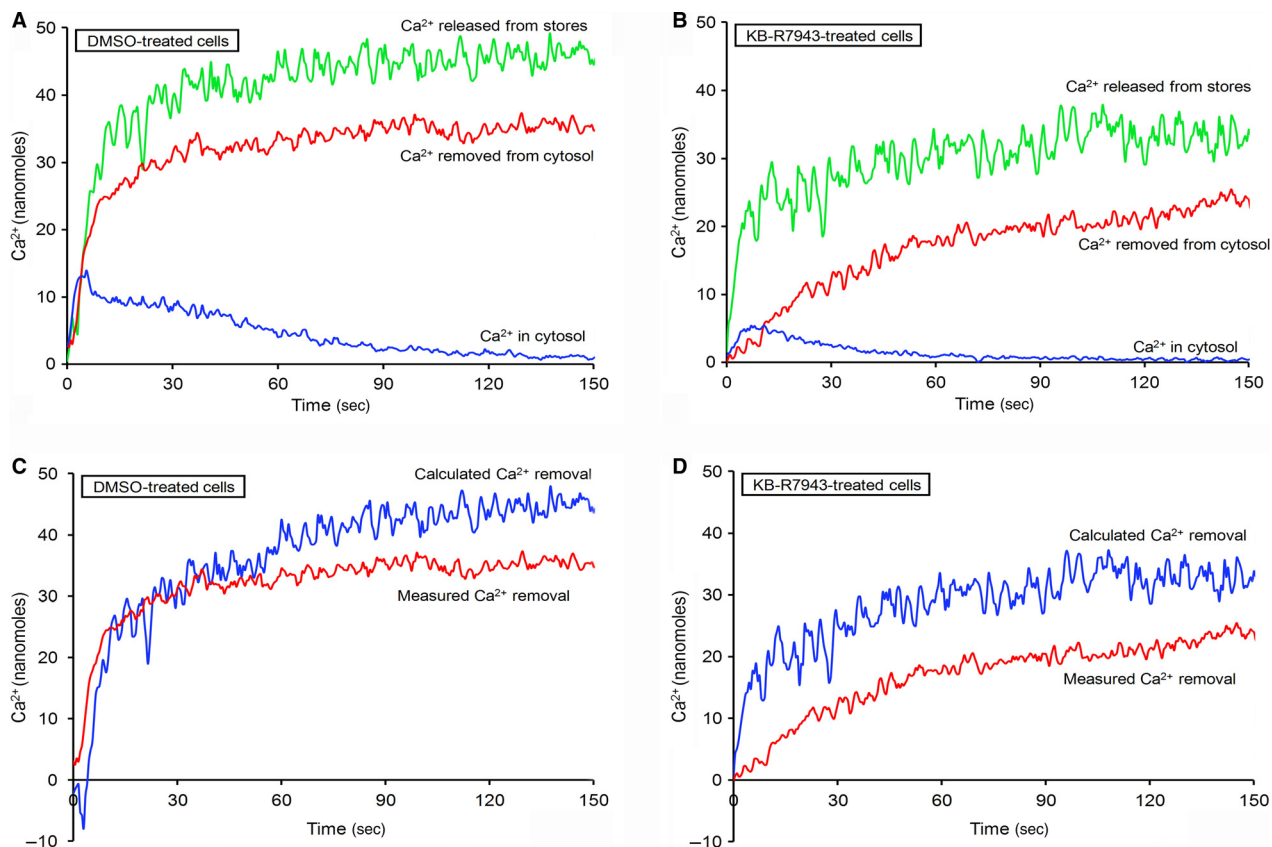 A
DMSO-treated cells
Ca²⁺ released from stores
Ca²⁺ removed from cytosol
Ca²⁺ in cytosol
Ca²⁺ (nanomoles)
50
40
30
20
10
0
0 30 60 90 120 150
Time (sec)
B
KB-R7943-treated cells
Ca²⁺ released from stores
Ca²⁺ removed from cytosol
Ca²⁺ in cytosol
Ca²⁺ (nanomoles)
50
40
30
20
10
0
0 30 60 90 120 150
Time (sec)
C
DMSO-treated cells
Calculated Ca²⁺ removal
Measured Ca²⁺ removal
Ca²⁺ (nanomoles)
50
40
30
20
10
0
–10
0 30 60 90 120 150
Time (sec)
D
KB-R7943-treated cells
Calculated Ca²⁺ removal
Measured Ca²⁺ removal
Ca²⁺ (nanomoles)
50
40
30
20
10
0
–10
0 30 60 90 120 150
Time (sec)